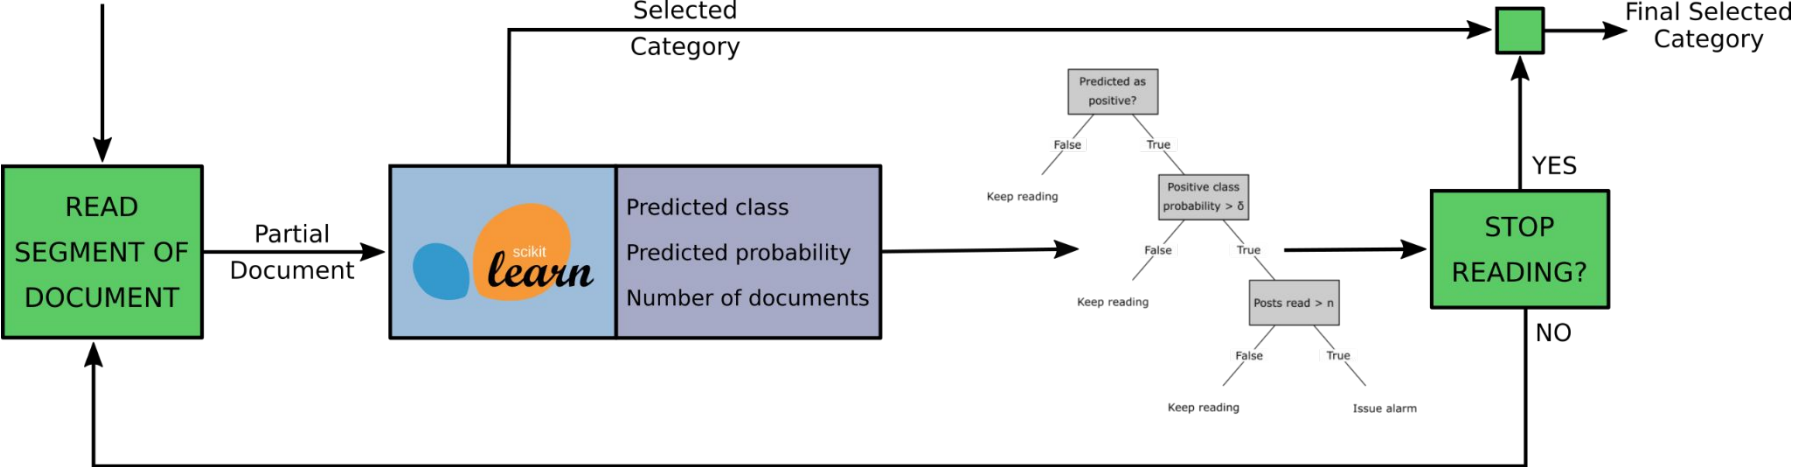 Selected
Category
Final Selected
Category
READ
SEGMENT OF
DOCUMENT
Partial
Document
scikit
learn
Predicted class
Predicted probability
Number of documents
Predicted as
positive?
False
True
Keep reading
Positive class
probability > δ
False
True
Keep reading
Posts read > n
False
True
Keep reading
Issue alarm
STOP
READING?
YES
NO